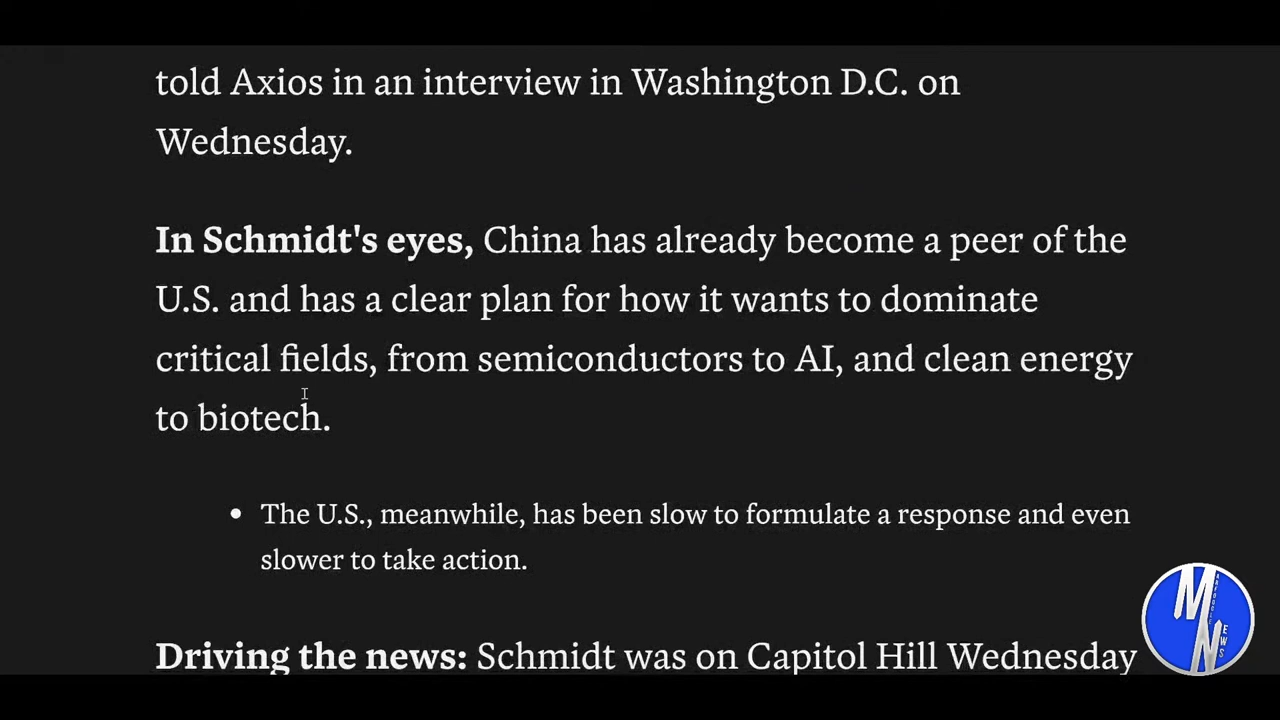 told Axios in an interview in Washington D.C. on
Wednesday.
In Schmidt's eyes, China has already become a peer of the
U.S. and has a clear plan for how it wants to dominate
critical fields, from semiconductors to AI, and clean energy
to biotech.
• The U.S., meanwhile, has been slow to formulate a response and even
slower to take action.
Driving the news: Schmidt was on Capitol Hill Wednesday
M
N
EWS